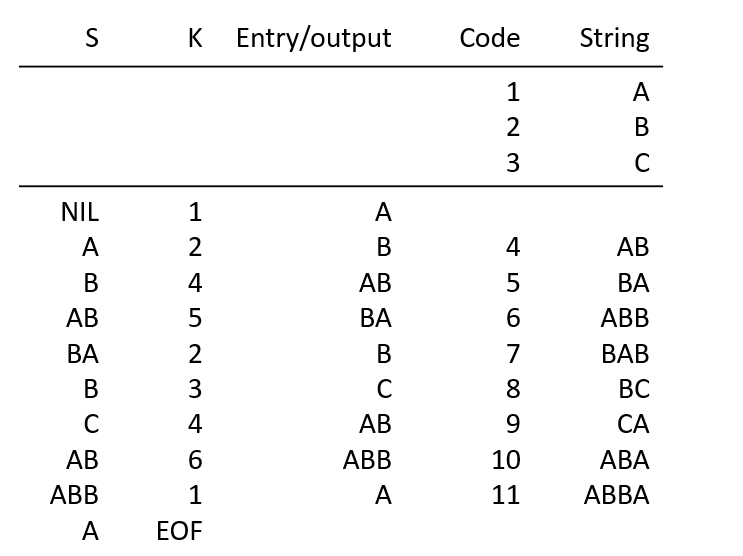 S K Entry/output Code String
1 A
2 B
3 C
NIL 1 A
A 2 B 4 AB
B 4 AB 5 BA
AB 5 BA 6 ABB
BA 2 B 7 BAB
B 3 C 8 BC
C 4 AB 9 CA
AB 6 ABB 10 ABA
ABB 1 A 11 ABBA
A EOF